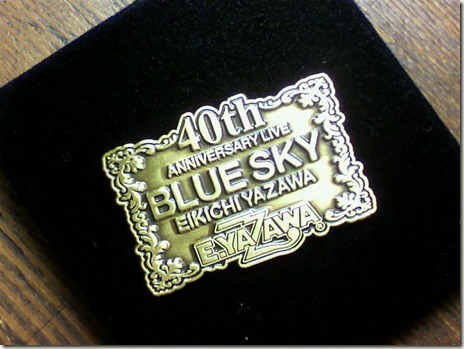 40th
ANNIVERSARY LIVE
BLUE SKY
EIKICHI YAZAWA
E.YAZAWA